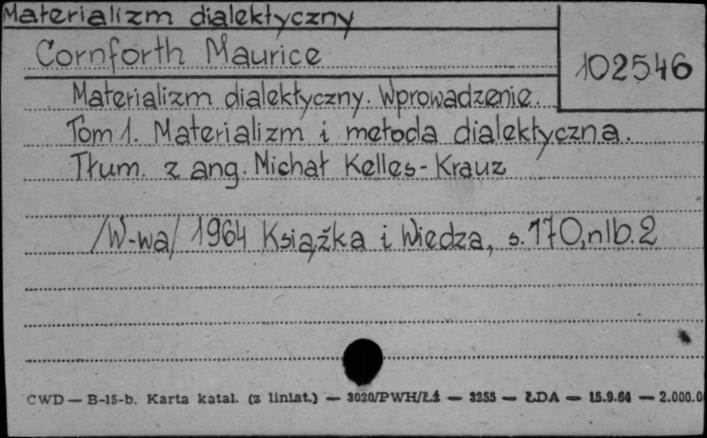 Materializm dialektyczny
Cornforth Maurice
102546
Materializm dialektyczny. Wprowadzenie.
Tom 1. Materializm i metoda dialektyczna.
Tłum. z ang. Michał Kelles-Krauz
/W-wa/ 1964 Książka i Wiedza, s. 170, nlb. 2
CWD — B-15-b. Karta katal. (z liniat.) — 3020/PWH/Łż — 3255 — ŁDA — 15.9.64 — 2.000.0